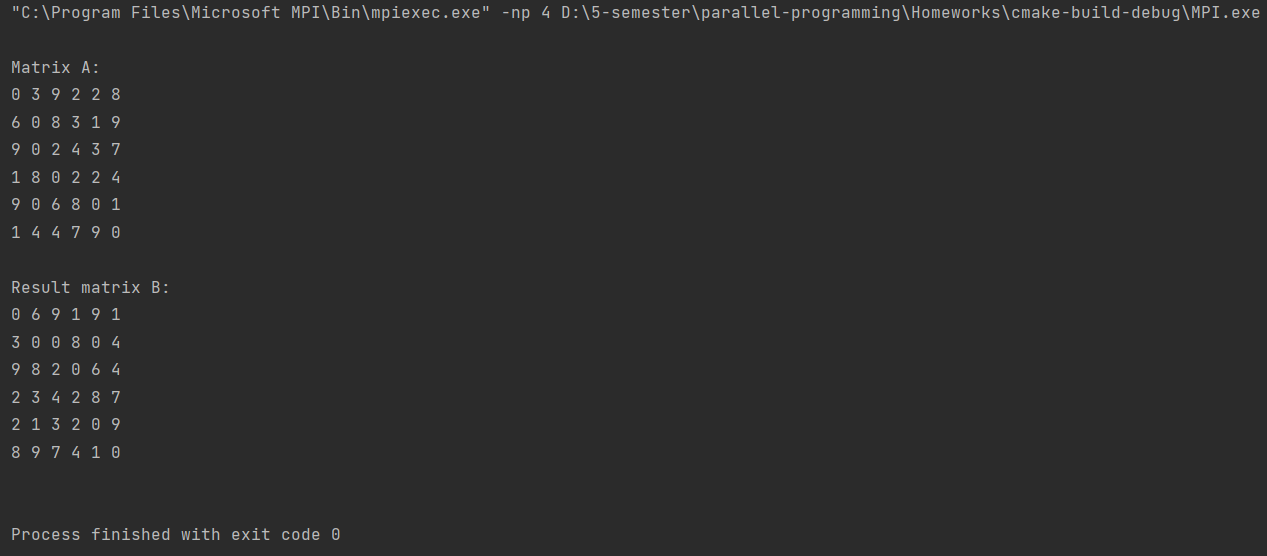 "C:\Program Files\Microsoft MPI\Bin\mpiexec.exe" -np 4 D:\5-semester\parallel-programming\Homeworks\cmake-build-debug\MPI.exe
Matrix A:
0 3 9 2 2 8
6 0 8 3 1 9
9 0 2 4 3 7
1 8 0 2 2 4
9 0 6 8 0 1
1 4 4 7 9 0
Result matrix B:
0 6 9 1 9 1
3 0 0 8 0 4
9 8 2 0 6 4
2 3 4 2 8 7
2 1 3 2 0 9
8 9 7 4 1 0
Process finished with exit code 0